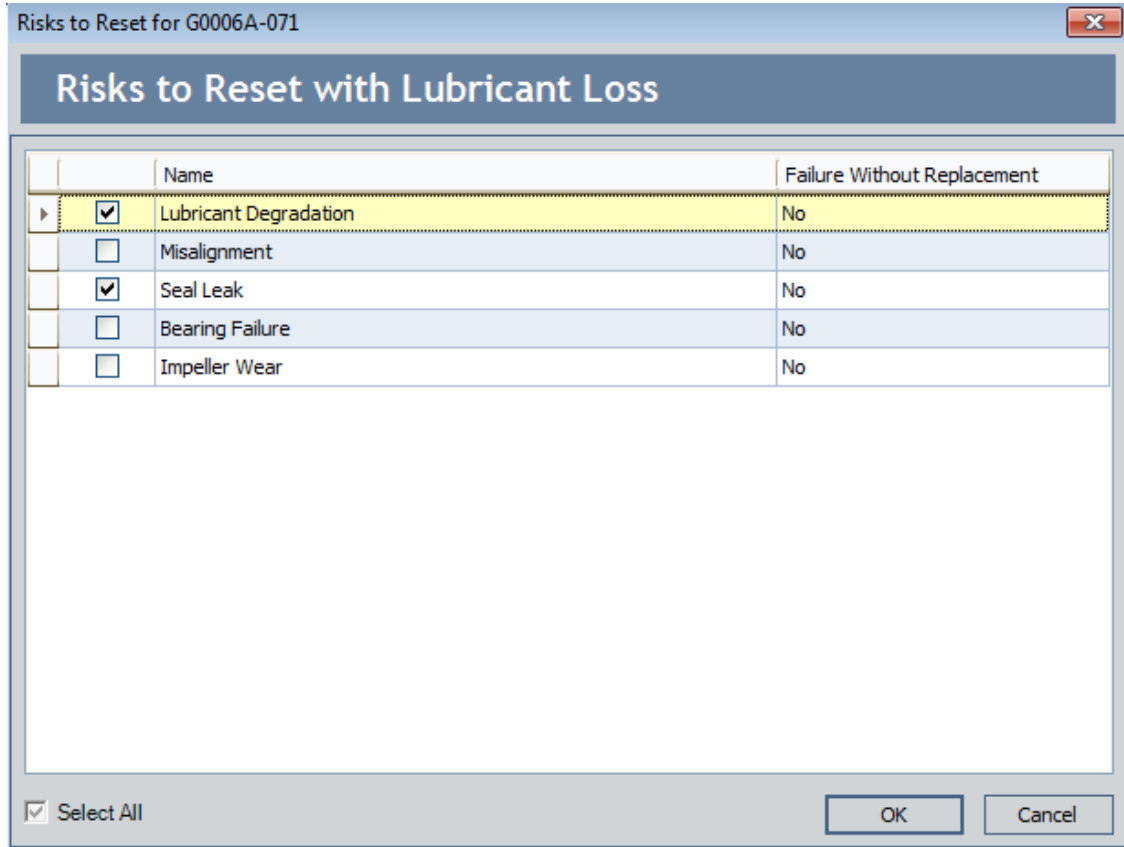 Risks to Reset for G0006A-071
Risks to Reset with Lubricant Loss
Name Failure Without Replacement
Lubricant Degradation No
Misalignment No
Seal Leak No
Bearing Failure No
Impeller Wear No
Select All OK Cancel